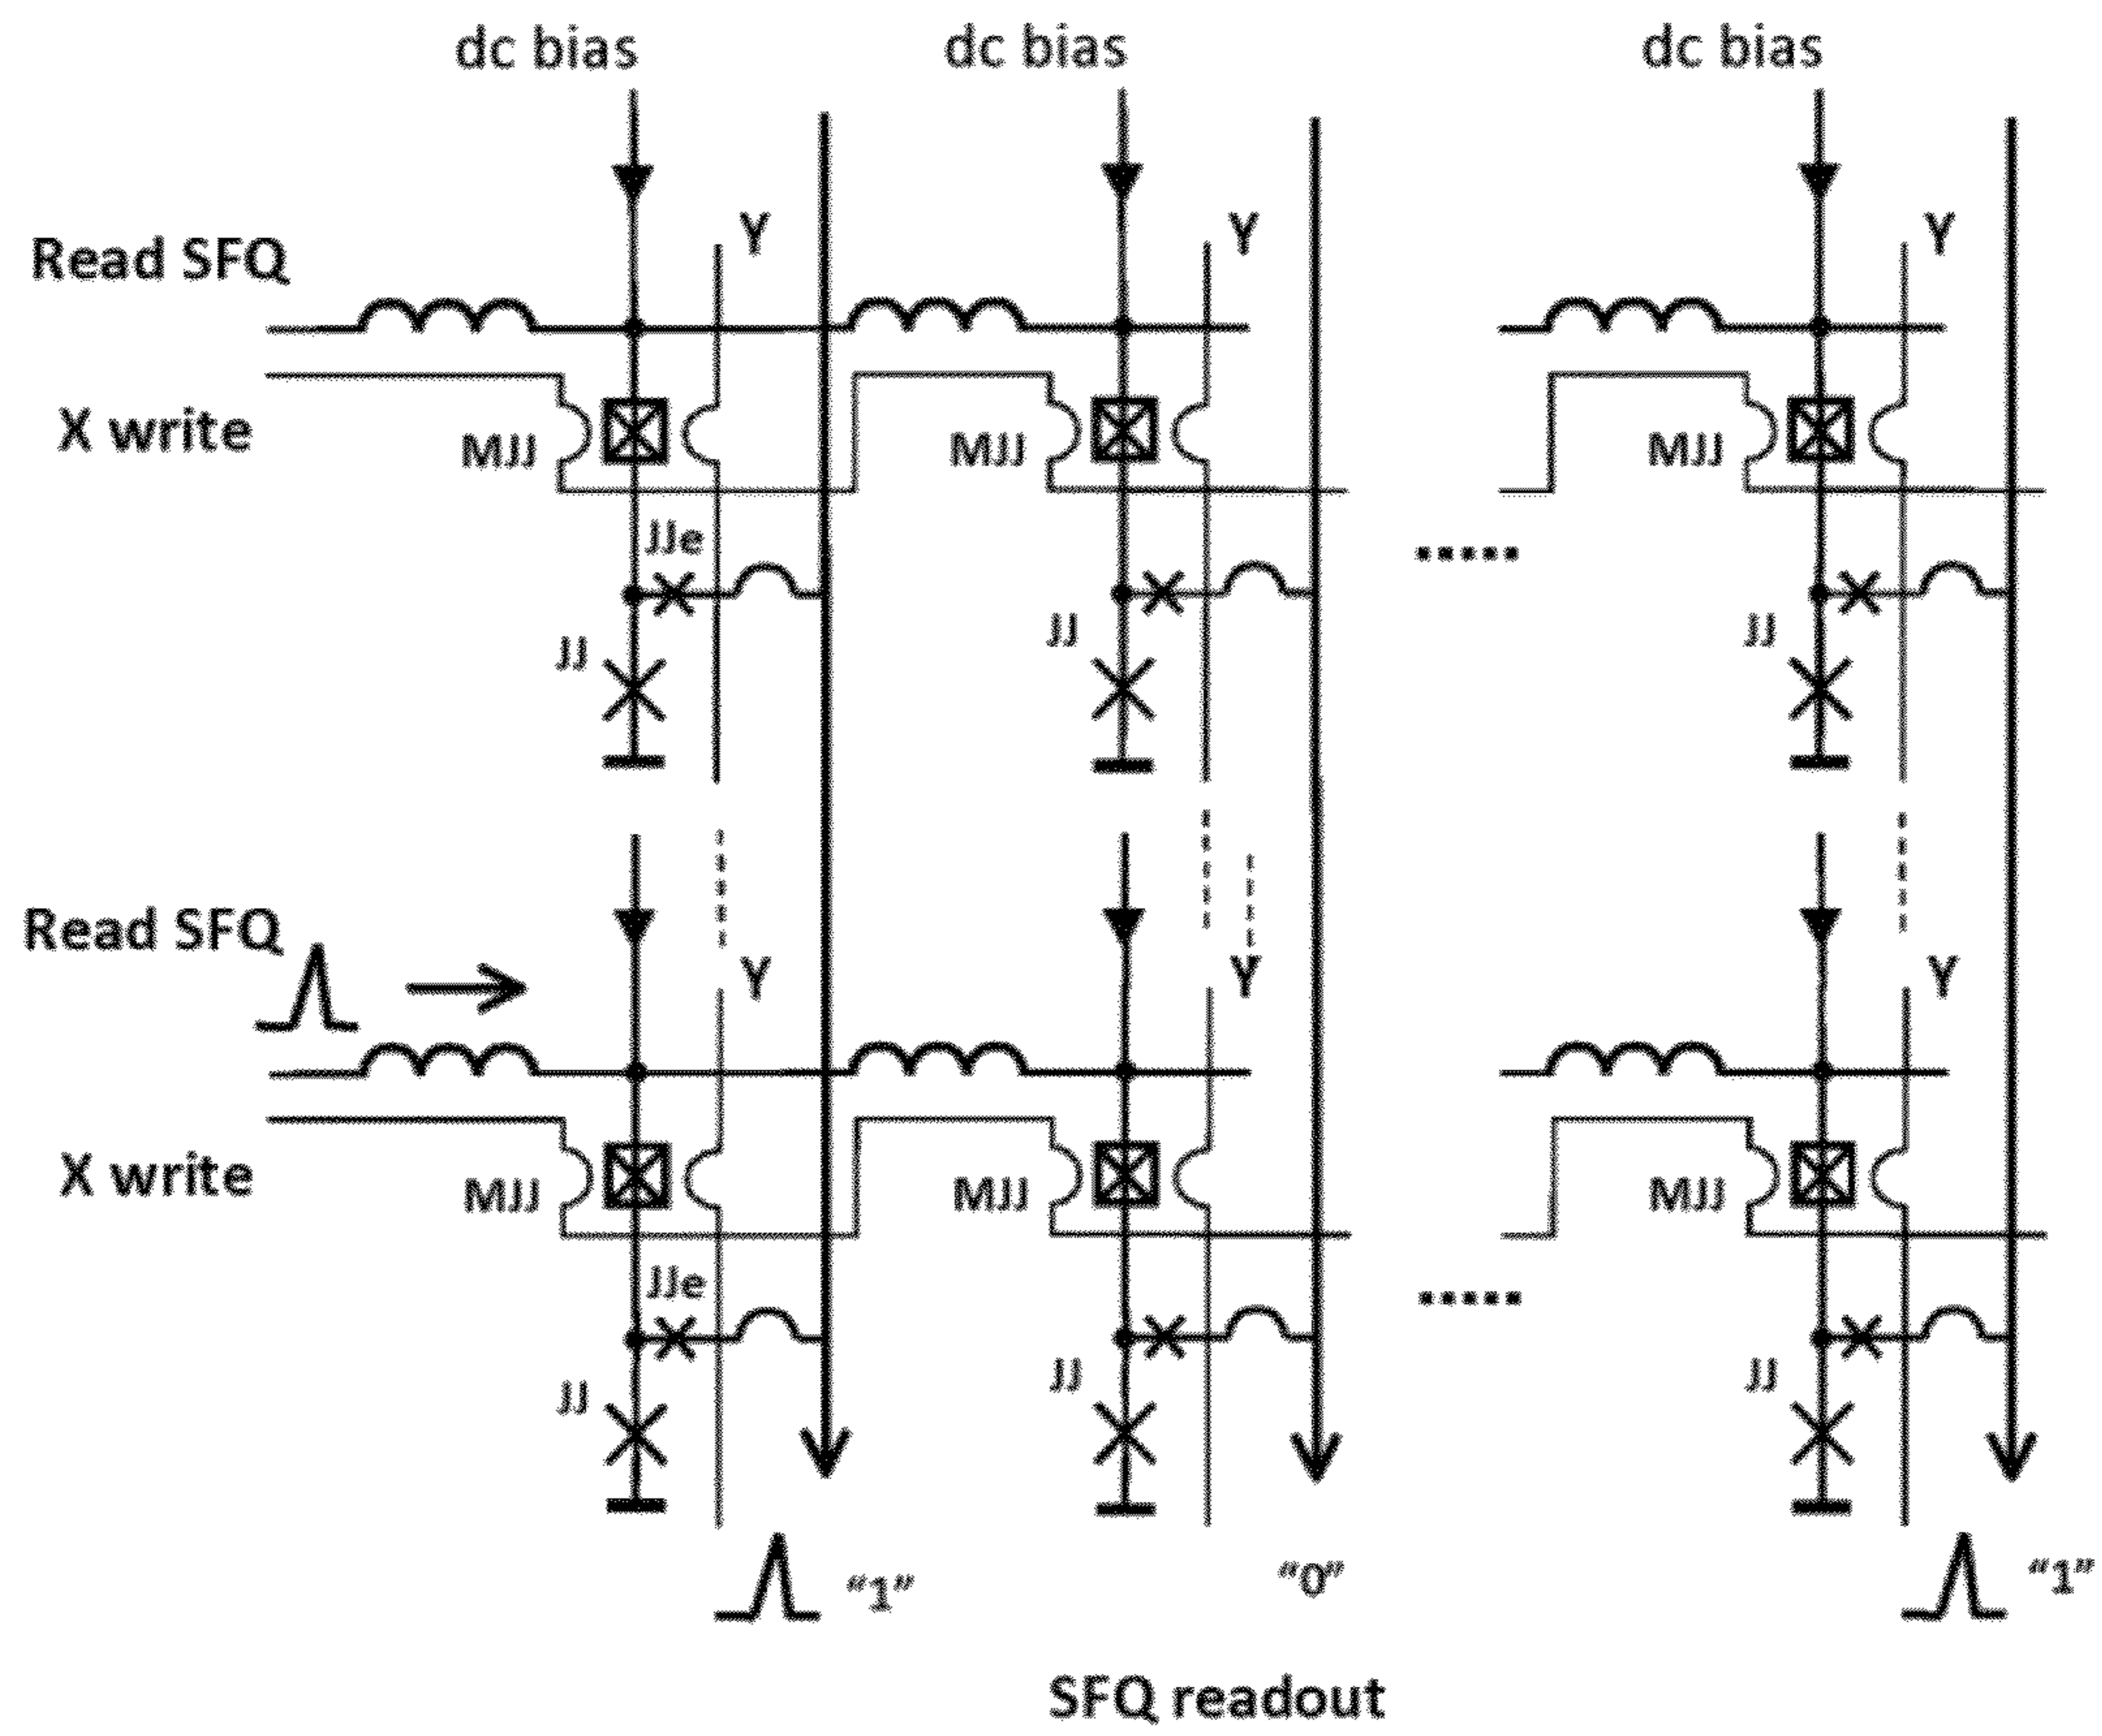 dc bias dc bias dc bias
Y Y Y
Read SFQ
X write
MJJ MJJ MJJ
JJe
JJ JJ JJ
Read SFQ
Y Y Y
X write
MJJ MJJ MJJ
JJe
JJ JJ JJ
“1” “0” “1”
SFQ readout